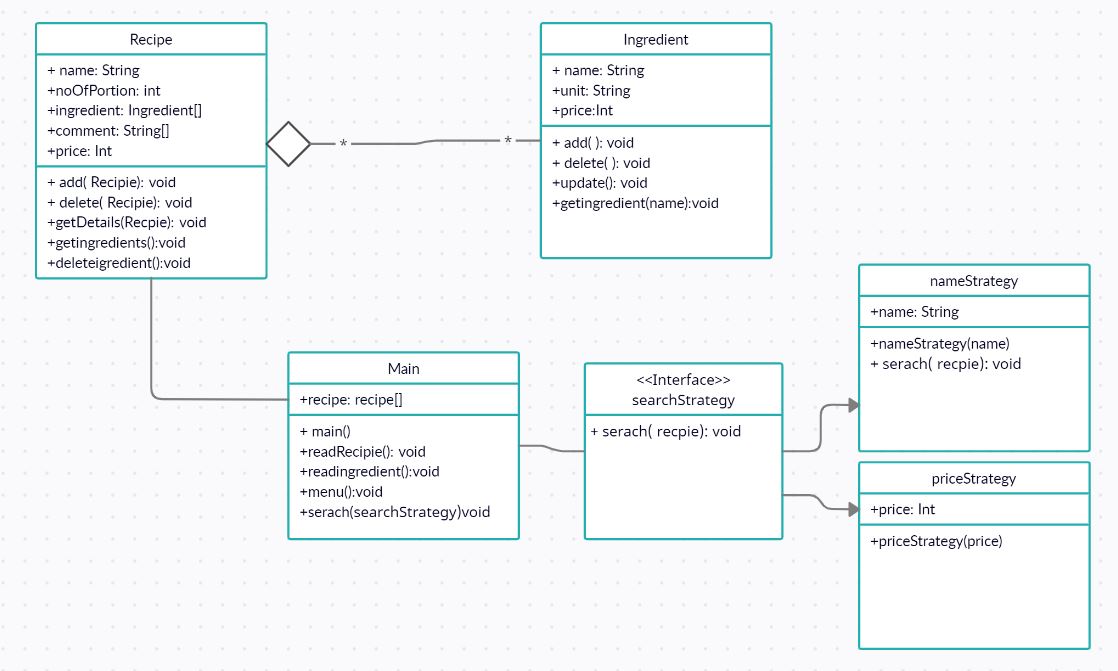 Recipe
+ name: String
+noOfPortion: int
+ingredient: Ingredient[]
+comment: String[]
+price: Int
+ add( Recipie): void
+ delete( Recipie): void
+getDetails(Recpie): void
+getingredients():void
+deleteigredient():void
*
*
Ingredient
+ name: String
+unit: String
+price:Int
+ add( ): void
+ delete( ): void
+update(): void
+getingredient(name):void
Main
+recipe: recipe[]
+ main()
+readRecipie(): void
+readingredient():void
+menu():void
+serach(searchStrategy)void
<<Interface>>
searchStrategy
+ serach( recpie): void
nameStrategy
+name: String
+nameStrategy(name)
+ serach( recpie): void
priceStrategy
+price: Int
+priceStrategy(price)